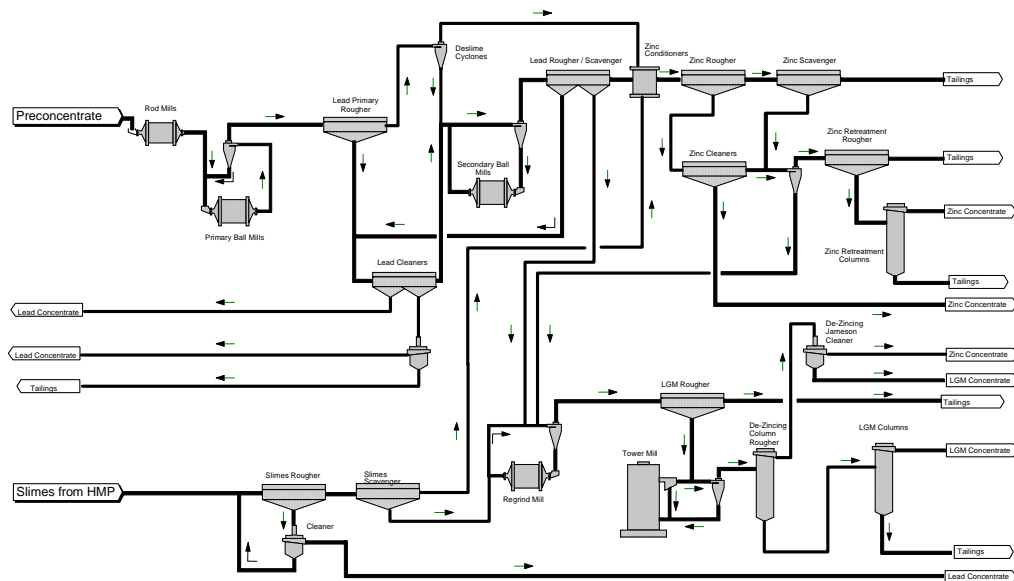 Deslime
Cyclones
Lead Rougher / Scavenger
Zinc
Conditioners
Zinc Rougher
Zinc Scavenger
Tailings
Preconcentrate
Rod Mills
Lead Primary
Rougher
Zinc Retreatment
Rougher
Tailings
Zinc Cleaners
Secondary Ball
Mills
Zinc Concentrate
Primary Ball Mills
Zinc Retreatment
Columns
Lead Cleaners
Tailings
Lead Concentrate
Zinc Concentrate
De-Zincing
Jameson
Cleaner
Lead Concentrate
Zinc Concentrate
LGM Concentrate
Tailings
LGM Rougher
Tailings
De-Zincing
Column
Rougher
LGM Columns
LGM Concentrate
Tower Mill
Slimes Rougher
Slimes
Scavenger
Slimes from HMP
Regrind Mill
Cleaner
Tailings
Lead Concentrate